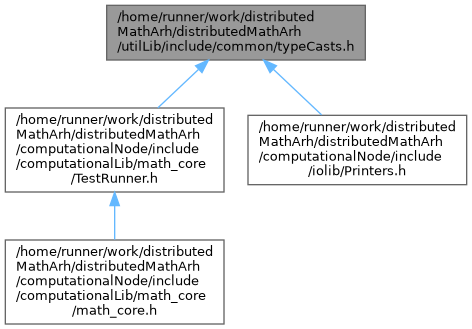 /home/runner/work/distributed
MathArh/distributedMathArh
/utilLib/include/common/typeCasts.h
/home/runner/work/distributed
MathArh/distributedMathArh
/computationalNode/include
/computationalLib/math_core
/TestRunner.h
/home/runner/work/distributed
MathArh/distributedMathArh
/computationalNode/include
/iolib/Printers.h
/home/runner/work/distributed
MathArh/distributedMathArh
/computationalNode/include
/computationalLib/math_core
/math_core.h